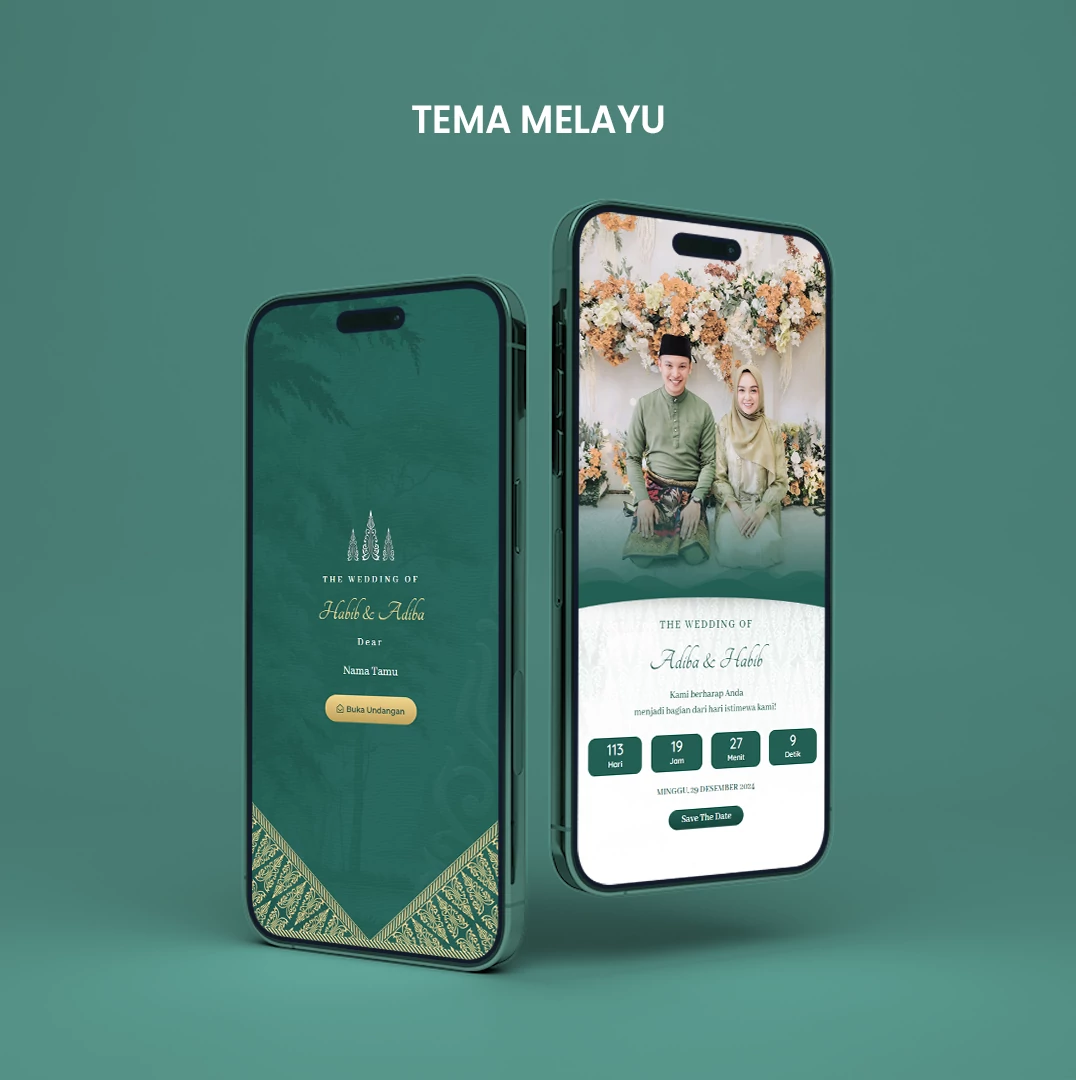 TEMA MELAYU
THE WEDDING OF
Habib & Adiba
Dear
Nama Tamu
Buka Undangan
THE WEDDING OF
Adiba & Habib
Kami berharap Anda
menjadi bagian dari hari istimewa kami!
113
Hari
19
Jam
27
Menit
9
Detik
MINGGU, 29 DESEMBER 2024
Save The Date